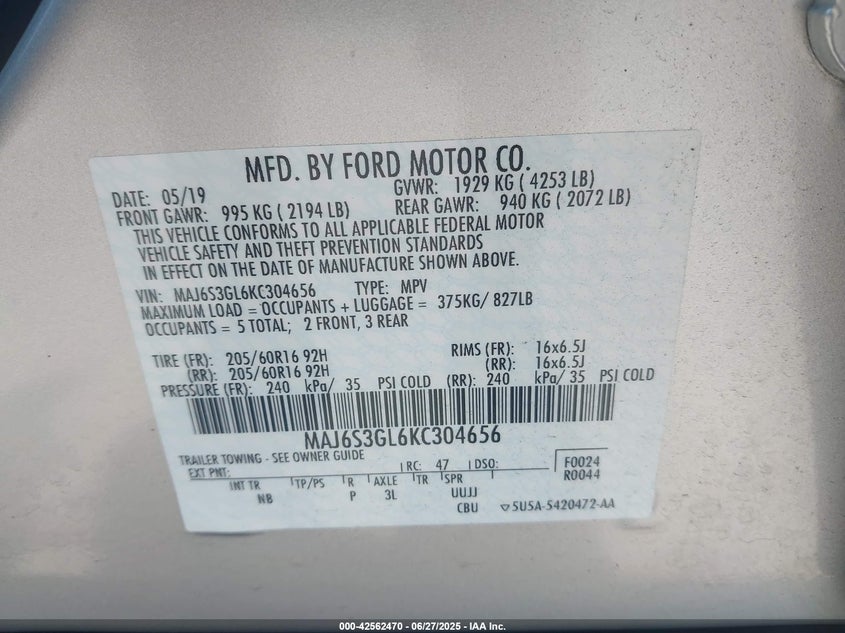 MFD. BY FORD MOTOR CO.
DATE: 05/19 GVWR: 1929 KG ( 4253 LB)
FRONT GAWR: 995 KG ( 2194 LB) REAR GAWR: 940 KG ( 2072 LB)
THIS VEHICLE CONFORMS TO ALL APPLICABLE FEDERAL MOTOR
VEHICLE SAFETY AND THEFT PREVENTION STANDARDS
IN EFFECT ON THE DATE OF MANUFACTURE SHOWN ABOVE.
VIN: MAJ6S3GL6KC304656 TYPE: MPV
MAXIMUM LOAD = OCCUPANTS + LUGGAGE = 375KG/ 827LB
OCCUPANTS = 5 TOTAL; 2 FRONT, 3 REAR
TIRE (FR): 205/60R16 92H RIMS (FR): 16x6.5J
(RR): 205/60R16 92H (RR): 16x6.5J
PRESSURE (FR): 240 kPa/ 35 PSI COLD (RR): 240 kPa/ 35 PSI COLD
MAJ6S3GL6KC304656
TRAILER TOWING - SEE OWNER GUIDE
EXT PNT: RC: 47 DSO: F0024
R0044
INT TR TP/PS R AXLE TR SPR
NB P 3L UUJJ
CBU 5U5A-5420472-AA
000-42562470 - 06/27/2025 - IAA Inc.